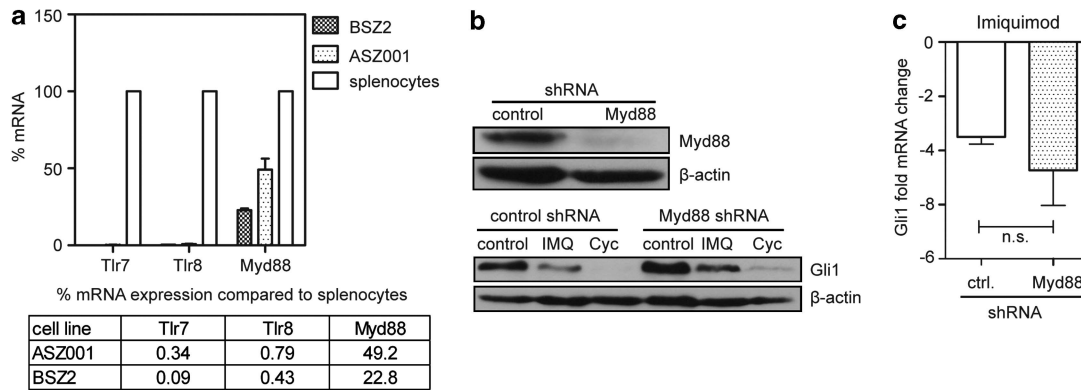 a
150
100
50
0
% mRNA
BSZ2
ASZ001
splenocytes
Tlr7 Tlr8 Myd88
% mRNA expression compared to splenocytes
cell line Tlr7 Tlr8 Myd88
ASZ001 0.34 0.79 49.2
BSZ2 0.09 0.43 22.8
b
shRNA
control Myd88
Myd88
β-actin
control shRNA Myd88 shRNA
control IMQ Cyc control IMQ Cyc
Gli1
β-actin
c
Imiquimod
0
-2
-4
-8
-6
Gli1 fold mRNA change
n.s.
ctrl. Myd88
shRNA